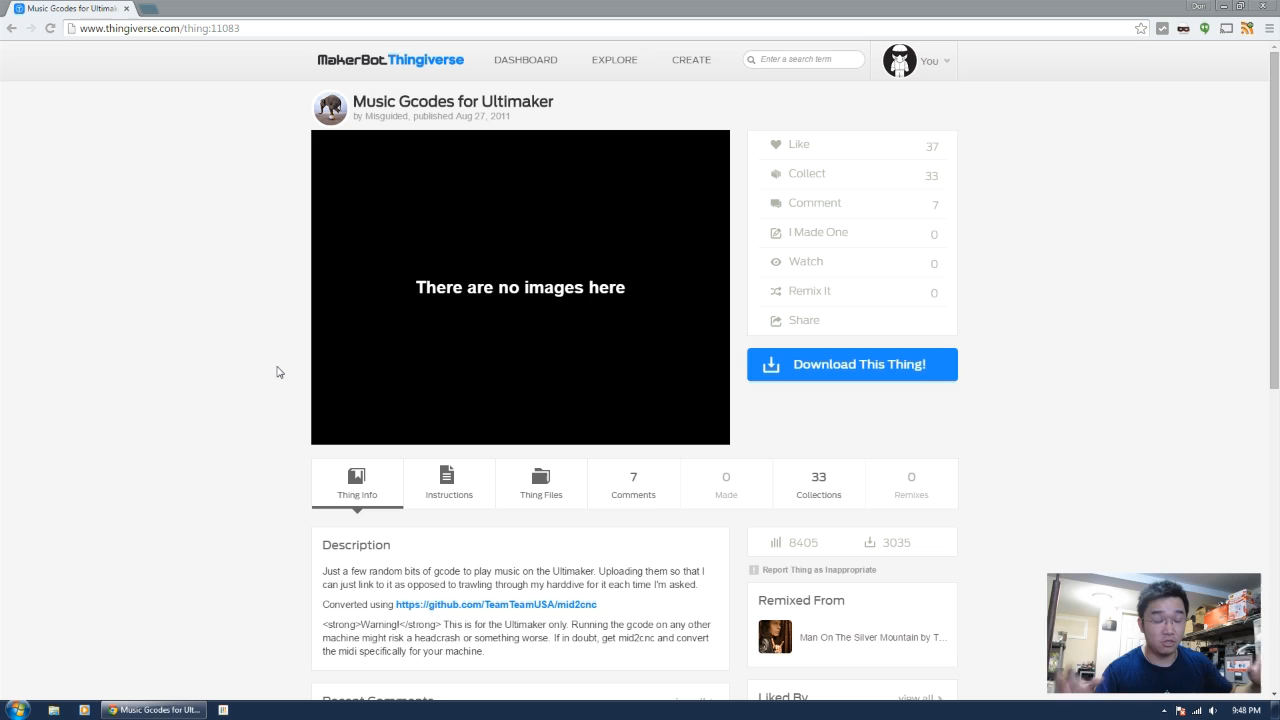 Music Gcodes for Ultimak
Don
www.thingiverse.com/thing:11083
MakerBot.Thingiverse
DASHBOARD
EXPLORE
CREATE
Enter a search term
You
Music Gcodes for Ultimaker
by Misguided, published Aug 27, 2011
There are no images here
Like 37
Collect 33
Comment 7
I Made One 0
Watch 0
Remix It 0
Share
Download This Thing!
Thing Info
Instructions
Thing Files
7 Comments
0 Made
33 Collections
0 Remixes
Description
Just a few random bits of gcode to play music on the Ultimaker. Uploading them so that I
can just link to it as opposed to trawling through my harddrive for it each time I'm asked.
Converted using https://github.com/TeamTeamUSA/mid2cnc
<strong>Warning!</strong> This is for the Ultimaker only. Running the gcode on any other
machine might risk a headcrash or something worse. If in doubt, get mid2cnc and convert
the midi specifically for your machine.
8405 3035
Report Thing as Inappropriate
Remixed From
Man On The Silver Mountain by T...
Recent Comments
view all
Liked By
view all
Music Gcodes for Ult...
9:48 PM